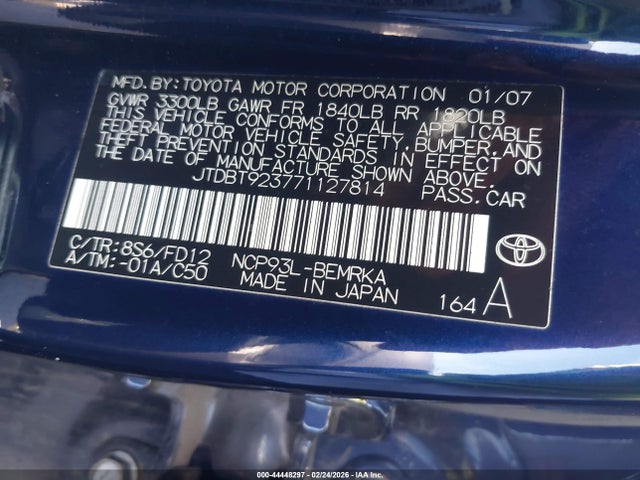 MFD.BY:TOYOTA MOTOR CORPORATION 01/07
GVWR 3300LB GAWR FR 1840LB RR 1820LB
THIS VEHICLE CONFORMS TO ALL APPLICABLE
FEDERAL MOTOR VEHICLE SAFETY,BUMPER,AND
THEFT PREVENTION STANDARDS IN EFFECT ON
THE DATE OF MANUFACTURE SHOWN ABOVE.
JTDBT923771127814 PASS.CAR
C/TR:8S6/FD12 NCP93L-BEMRKA
A/TM:-01A/C50 MADE IN JAPAN 164 A
000-44448297 - 02/24/2026 - IAA, Inc.